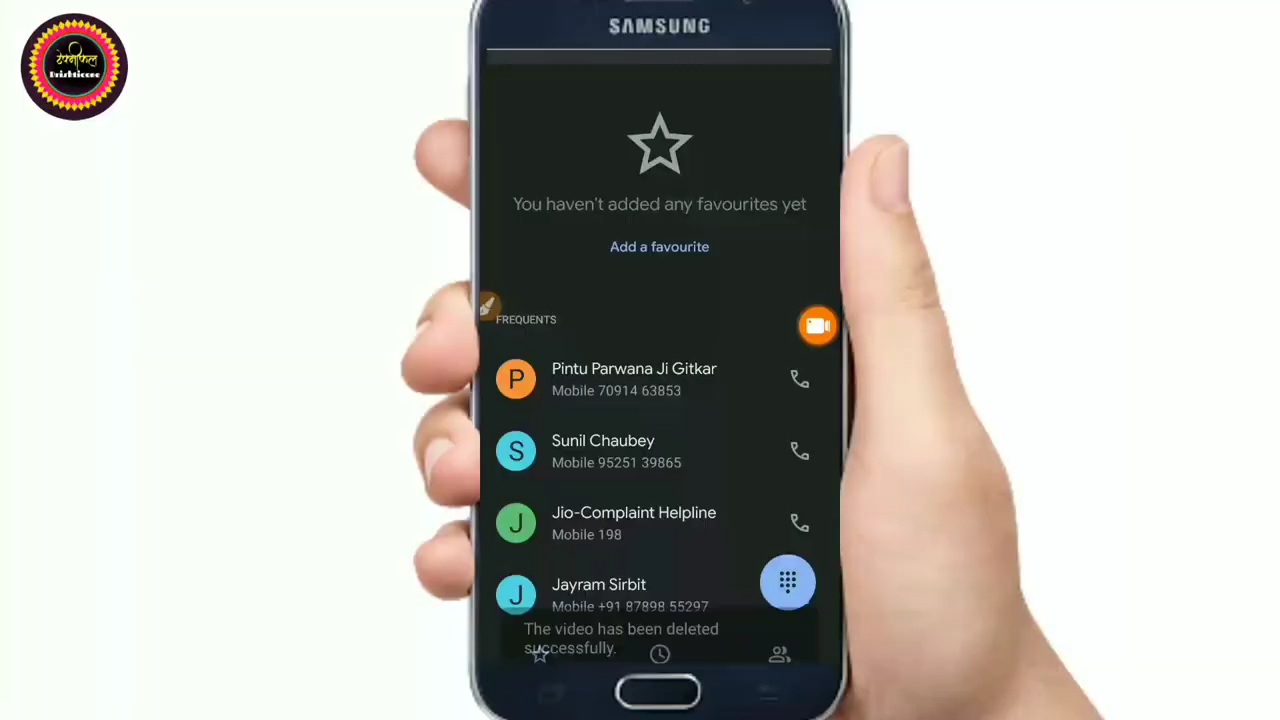 Drishticone
SAMSUNG
You haven't added any favourites yet
Add a favourite
FREQUENTS
P
Pintu Parwana Ji Gitkar
Mobile 70914 63853
S
Sunil Chaubey
Mobile 95251 39865
J
Jio-Complaint Helpline
Mobile 198
J
Jayram Sirbit
Mobile +91 87898 55297
The video has been deleted
successfully.